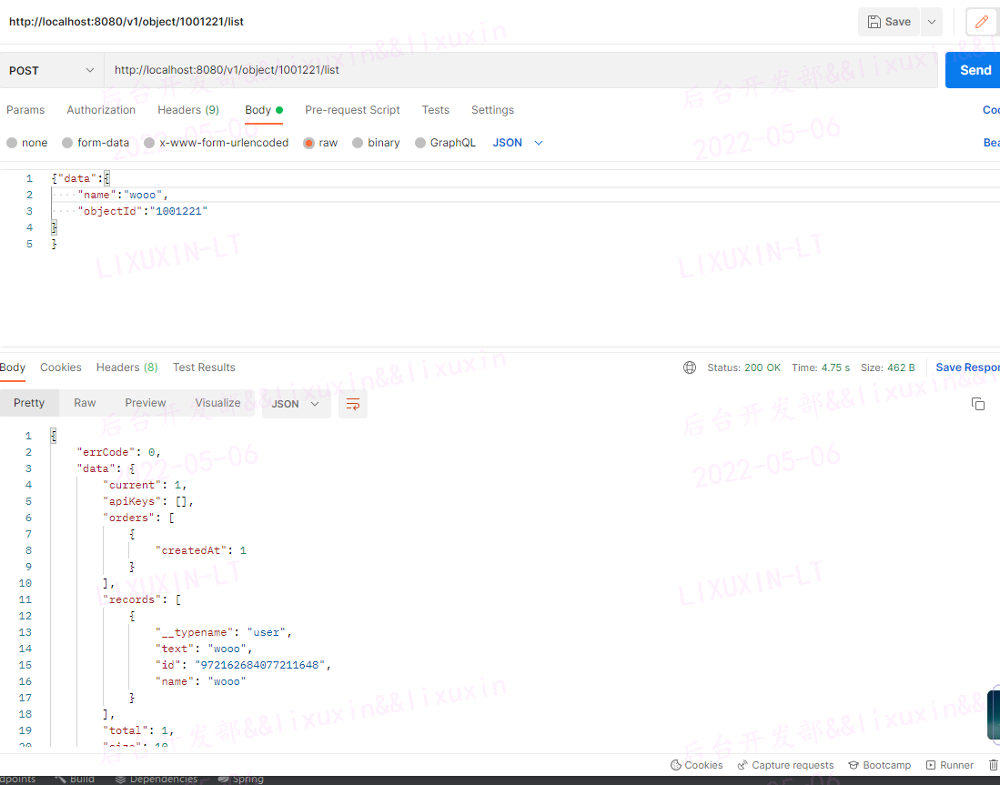 http://localhost:8080/v1/object/1001221/list
Save
POST
http://localhost:8080/v1/object/1001221/list
Send
Params Authorization Headers (9) Body Pre-request Script Tests Settings
none form-data x-www-form-urlencoded raw binary GraphQL JSON
1 {"data":{
2 "name":"wooo",
3 "objectId":"1001221"
4 }
5 }
Body Cookies Headers (8) Test Results
Status: 200 OK Time: 4.75 s Size: 462 B
Pretty Raw Preview Visualize JSON
1 {
2 "errCode": 0,
3 "data": {
4 "current": 1,
5 "apiKeys": [],
6 "orders": [
7 {
8 "createdAt": 1
9 }
10 ],
11 "records": [
12 {
13 "__typename": "user",
14 "text": "wooo",
15 "id": "972162684077211648",
16 "name": "wooo"
17 }
18 ],
19 "total": 1,
20 "size": 10
Cookies Capture requests Bootcamp Runner
Build Dependencies Spring
后台开发部&&lixuxin
2022-05-06
LIXUXIN-LT